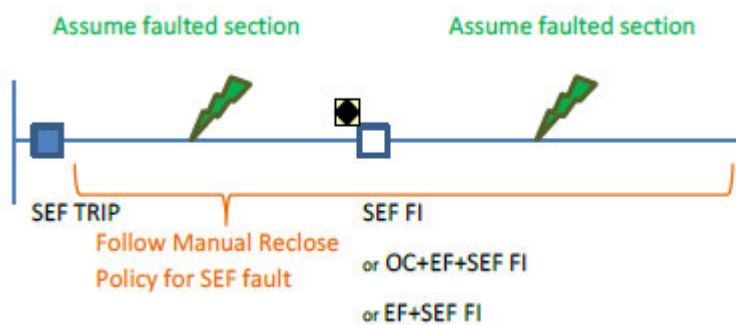 Assume faulted section
Assume faulted section
SEF TRIP
Follow Manual Reclose
Policy for SEF fault
SEF FI
or OC+EF+SEF FI
or EF+SEF FI